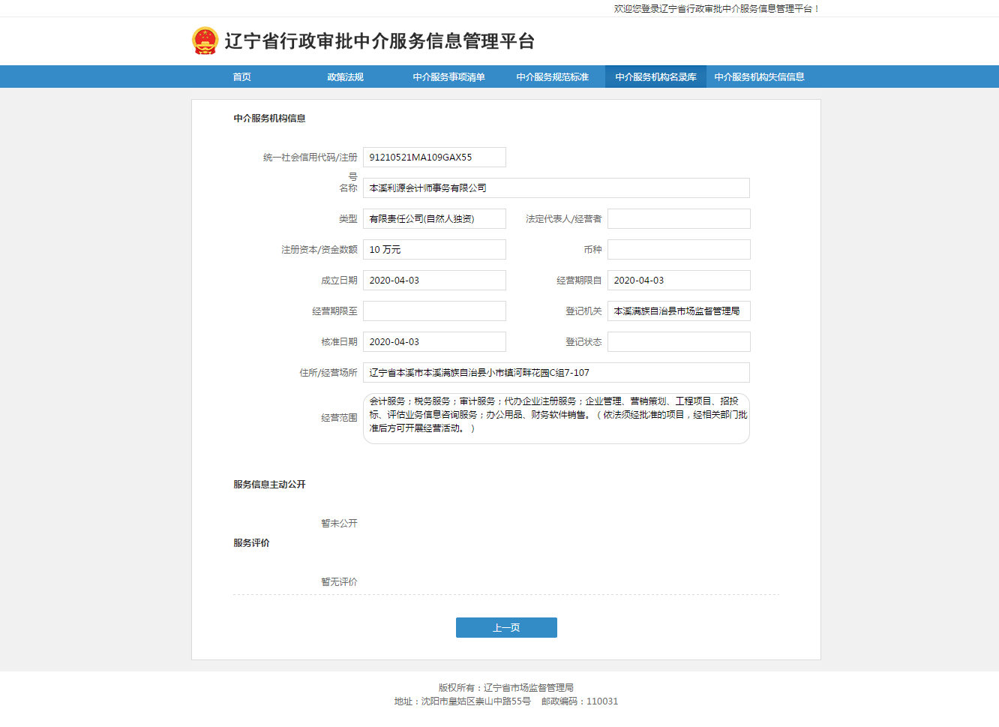 欢迎您登录辽宁省行政审批中介服务信息管理平台！
辽宁省行政审批中介服务信息管理平台
首页 政策法规 中介服务事项清单 中介服务规范标准 中介服务机构名录库 中介服务机构失信信息
中介服务机构信息
统一社会信用代码/注册号 91210521MA109GAX55
名称 本溪利源会计师事务有限公司
类型 有限责任公司(自然人独资) 法定代表人/经营者
注册资本/资金数额 10 万元 币种
成立日期 2020-04-03 经营期限自 2020-04-03
经营期限至 登记机关 本溪满族自治县市场监督管理局
核准日期 2020-04-03 登记状态
住所/经营场所 辽宁省本溪市本溪满族自治县小市镇河畔花园C组7-107
经营范围
会计服务；税务服务；审计服务；代办企业注册服务；企业管理、营销策划、工程项目、招投
标、评估业务信息咨询服务；办公用品、财务软件销售。（依法须经批准的项目，经相关部门批
准后方可开展经营活动。）
服务信息主动公开
暂未公开
服务评价
暂无评价
上一页
版权所有：辽宁省市场监督管理局
地址：沈阳市皇姑区崇山中路55号 邮政编码：110031